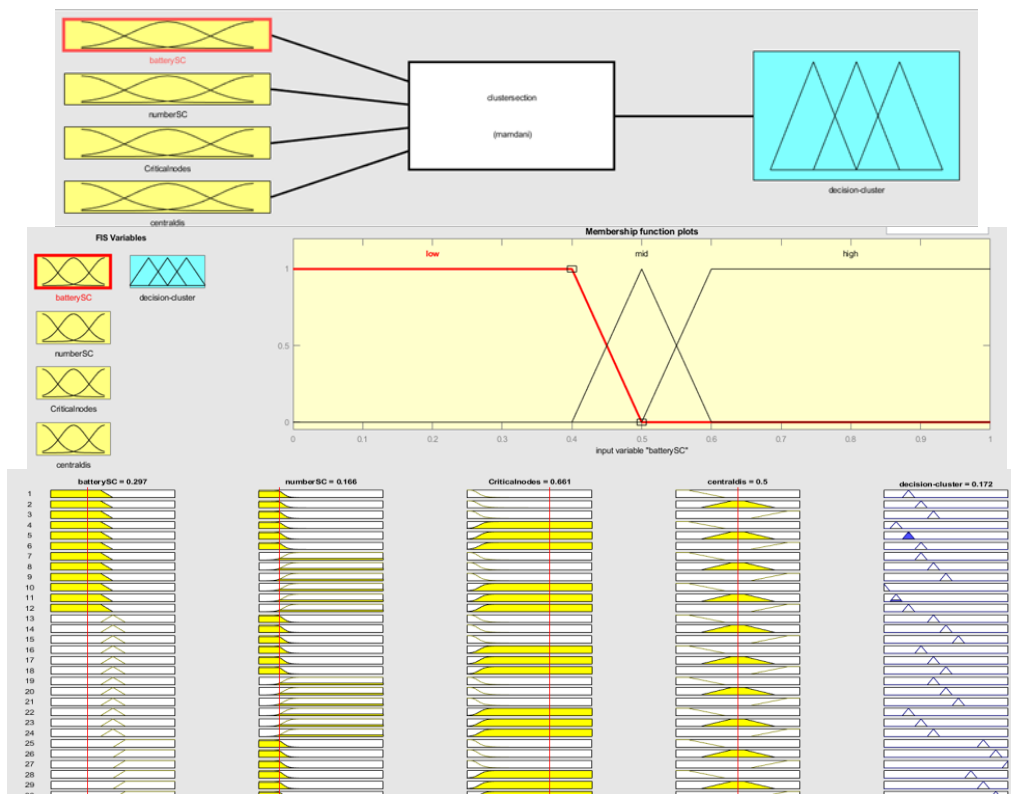 batterySC
numberSC
Criticalnodes
centraldis
clustersection
(mamdani)
decision-cluster
FIS Variables
batterySC
decision-cluster
numberSC
Criticalnodes
centraldis
Membership function plots
low mid high
1
0.5
0
0 0.1 0.2 0.3 0.4 0.5 0.6 0.7 0.8 0.9 1
input variable "batterySC"
batterySC = 0.297 numberSC = 0.166 Criticalnodes = 0.661 centraldis = 0.5 decision-cluster = 0.172
1
2
3
4
5
6
7
8
9
10
11
12
13
14
15
16
17
18
19
20
21
22
23
24
25
26
27
28
29